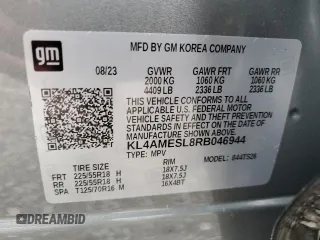 gm
MFD BY GM KOREA COMPANY
08/23 GVWR GAWR FRT GAWR RR
2000 KG 1060 KG 1060 KG
4409 LB 2336 LB 2336 LB
THIS VEHICLE CONFORMS TO ALL
APPLICABLE U.S. FEDERAL MOTOR
VEHICLE SAFETY AND THEFT
PREVENTION STANDARDS IN EFFECT ON
THE DATE OF MANUFACTURE SHOWN ABOVE.
KL4AMESL8RB046944
TYPE: MPV MODEL: 
TIRE SIZE RIM
FRT 225/55R18 H 18X7.5J
RR 225/55R18 H 18X7.5J
SPA T125/70R16 M 16X4BT
DREAMBID